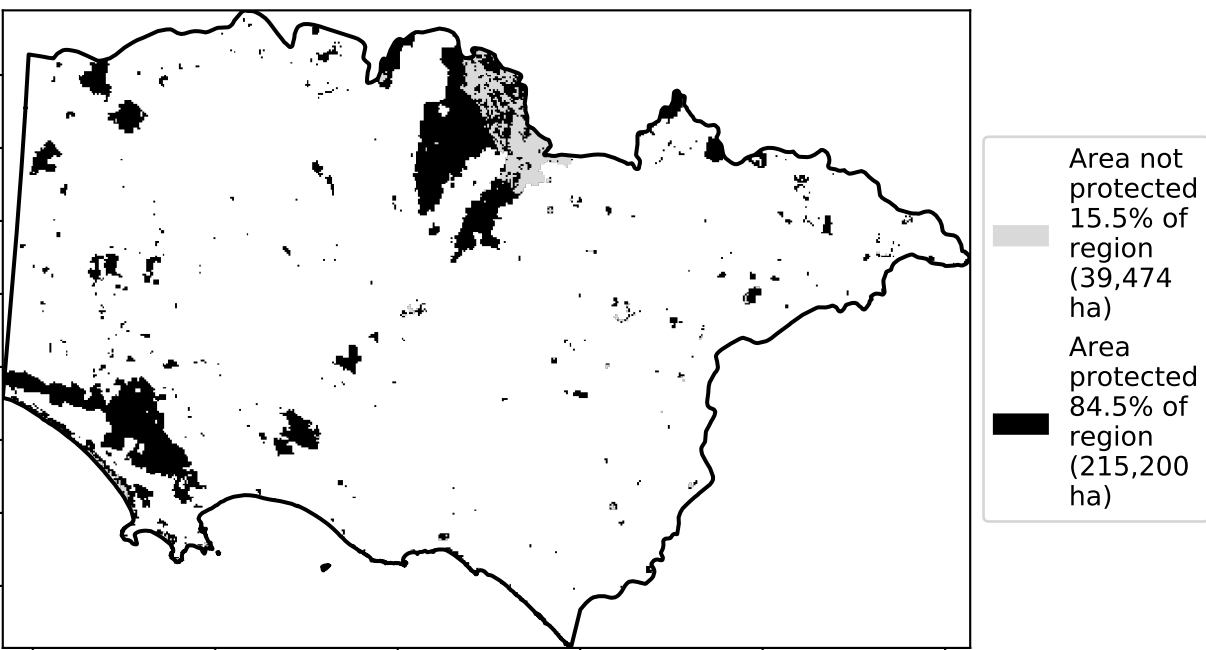 Area not
protected
15.5% of
region
(39,474
ha)
Area
protected
84.5% of
region
(215,200
ha)